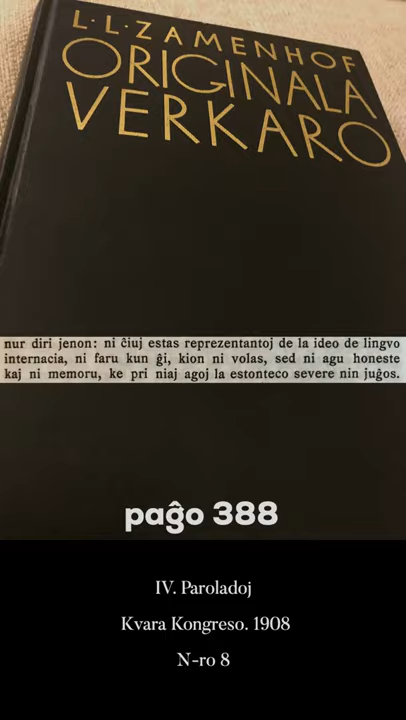 L·L·ZAMENHOF
ORIGINALA
VERKARO
nur diri jenon: ni ĉiuj estas reprezentantoj de la ideo de lingvo
internacia, ni faru kun ĝi, kion ni volas, sed ni agu honeste
kaj ni memoru, ke pri niaj agoj la estonteco severe nin juĝos.
paĝo 388
IV. Paroladoj
Kvara Kongreso. 1908
N-ro 8